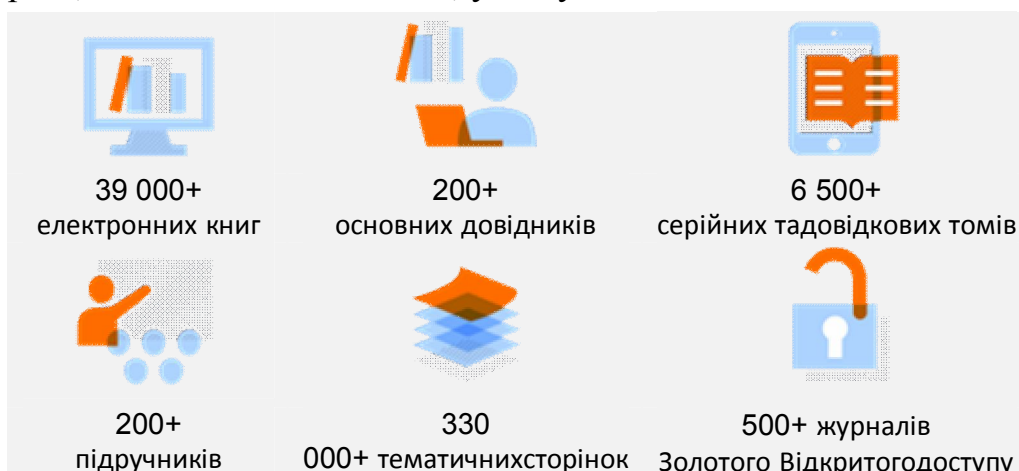 39 000+
електронних книг
200+
основних довідників
6 500+
серійних тадовідкових томів
200+
підручників
330
000+ тематичнихсторінок
500+ журналів
Золотого Відкритогодоступу